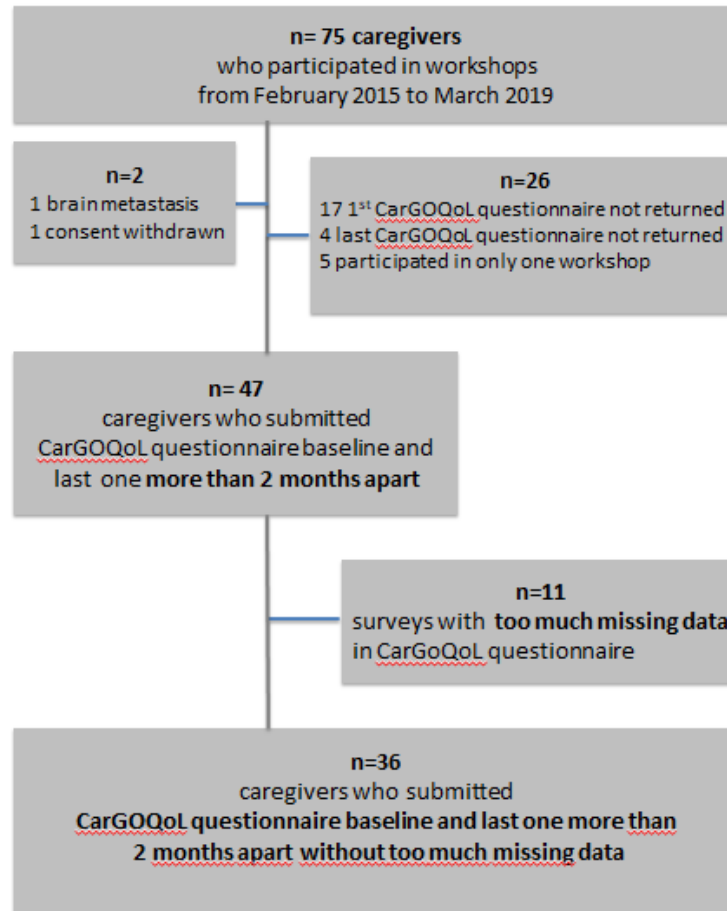 n= 75 caregivers
who participated in workshops
from February 2015 to March 2019
n=2
1 brain metastasis
1 consent withdrawn
n=26
17 1st CarGOQoL questionnaire not returned
4 last CarGOQoL questionnaire not returned
5 participated in only one workshop
n= 47
caregivers who submitted
CarGOQoL questionnaire baseline and
last one more than 2 months apart
n=11
surveys with too much missing data
in CarGoQoL questionnaire
n=36
caregivers who submitted
CarGOQoL questionnaire baseline and last one more than
2 months apart without too much missing data